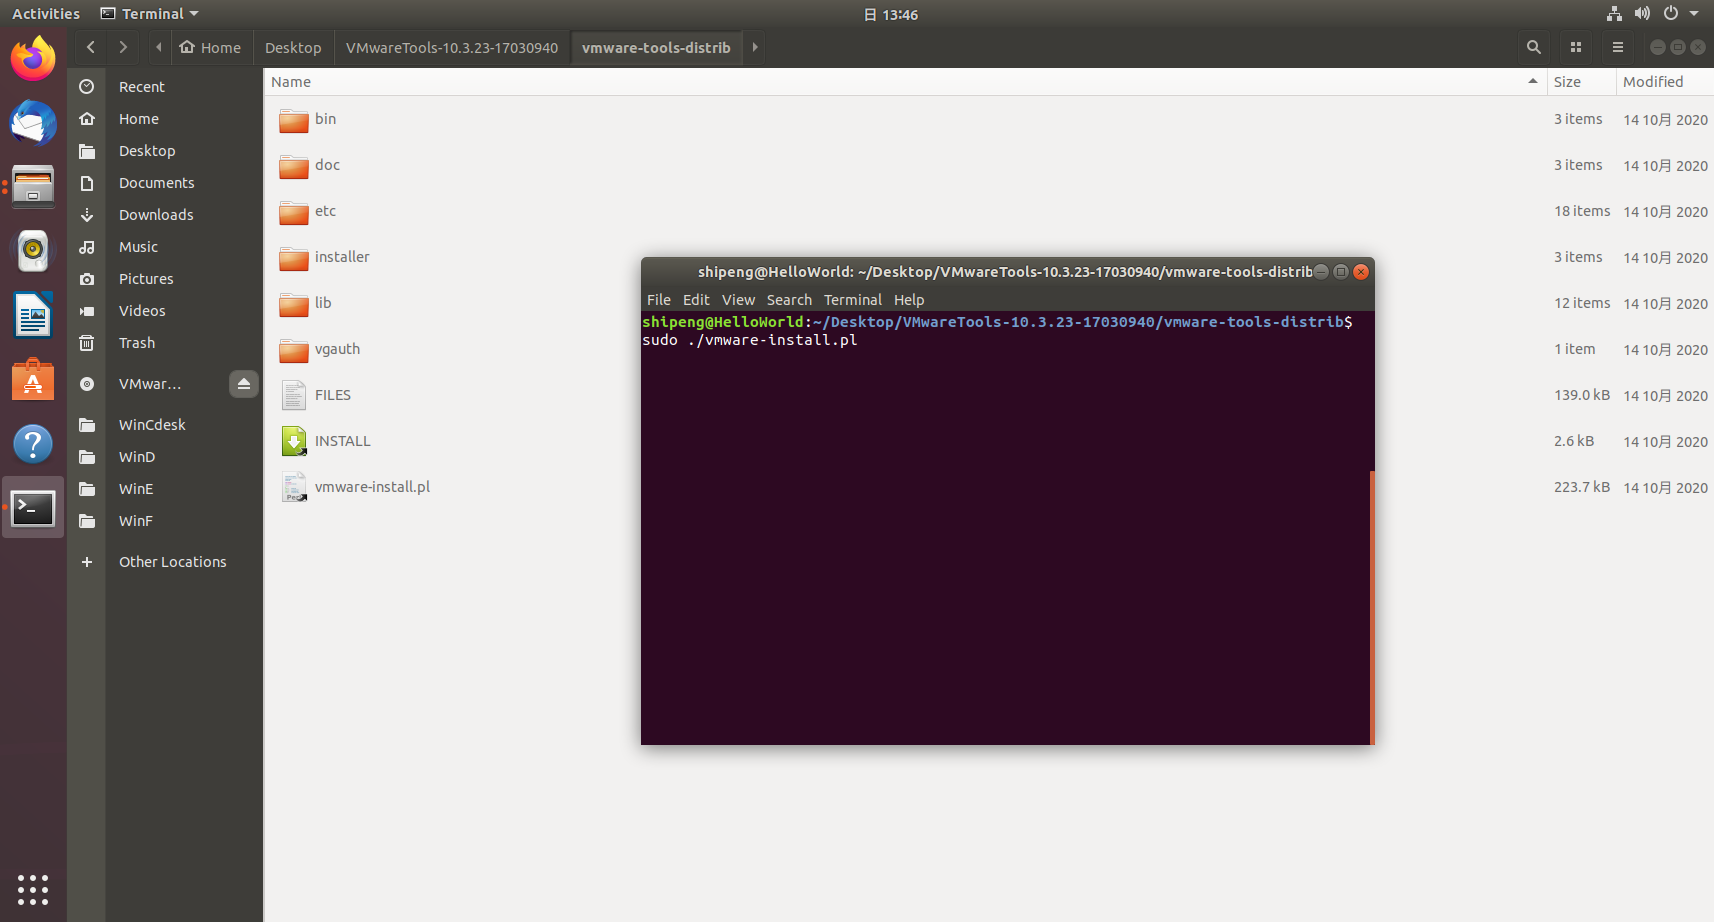 Activities
Terminal
日 13:46
Home
Desktop
VMwareTools-10.3.23-17030940
vmware-tools-distrib
Recent
Home
Desktop
Documents
Downloads
Music
Pictures
Videos
Trash
VMwar…
WinCdesk
WinD
WinE
WinF
Other Locations
Name Size Modified
bin 3 items 14 10月 2020
doc 3 items 14 10月 2020
etc 18 items 14 10月 2020
installer 3 items 14 10月 2020
lib 12 items 14 10月 2020
vgauth 1 item 14 10月 2020
FILES 139.0 kB 14 10月 2020
INSTALL 2.6 kB 14 10月 2020
vmware-install.pl 223.7 kB 14 10月 2020
shipeng@HelloWorld: ~/Desktop/VMwareTools-10.3.23-17030940/vmware-tools-distrib
File Edit View Search Terminal Help
shipeng@HelloWorld:~/Desktop/VMwareTools-10.3.23-17030940/vmware-tools-distrib$
sudo ./vmware-install.pl